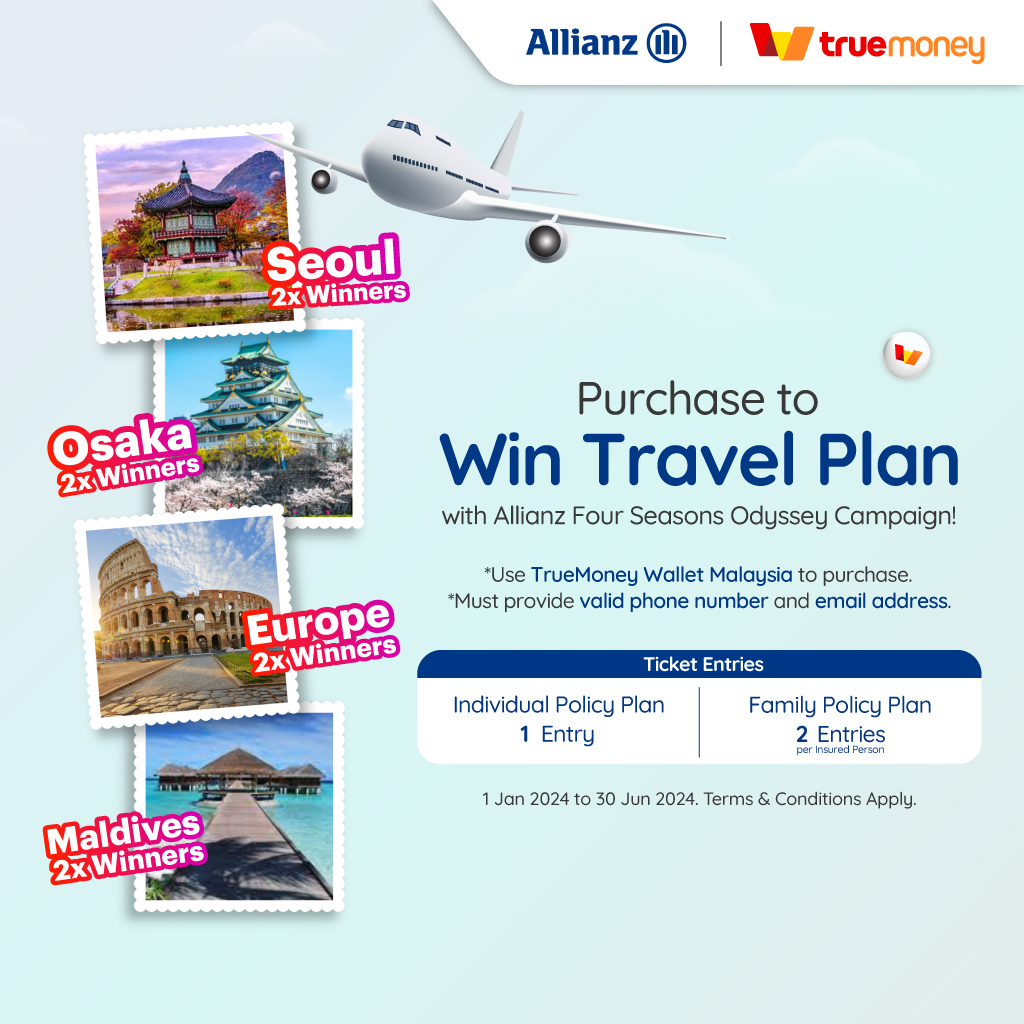 Allianz
truemoney
Seoul
2x Winners
Osaka
2x Winners
Europe
2x Winners
Maldives
2x Winners
Purchase to
Win Travel Plan
with Allianz Four Seasons Odyssey Campaign!
*Use TrueMoney Wallet Malaysia to purchase.
*Must provide valid phone number and email address.
Ticket Entries
Individual Policy Plan
1 Entry
Family Policy Plan
2 Entries
per Insured Person
1 Jan 2024 to 30 Jun 2024. Terms & Conditions Apply.